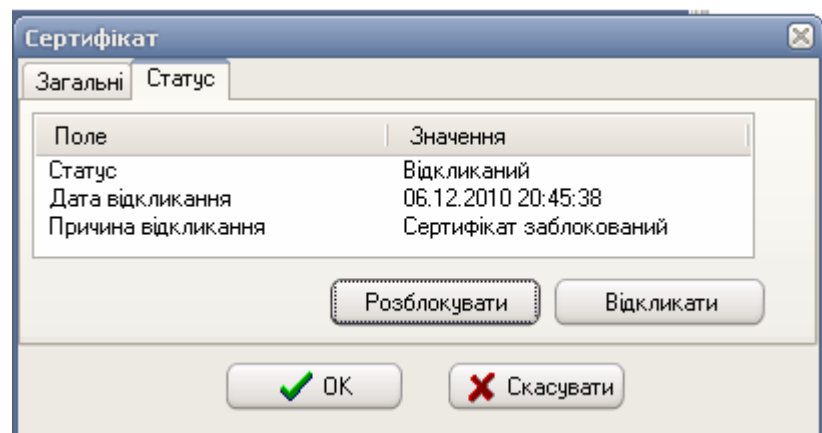 Сертифікат
Загальні Статус
Поле Значення
Статус Відкликаний
Дата відкликання 06.12.2010 20:45:38
Причина відкликання Сертифікат заблокований
Розблокувати Відкликати
ОК Скасувати